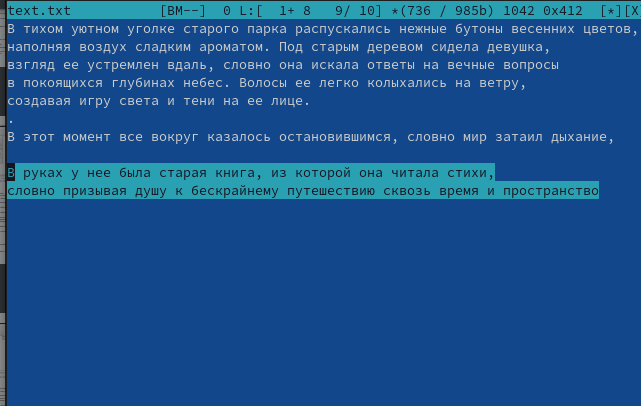 text.txt [BM--] 0 L:[ 1+ 8 9/ 10] *(736 / 985b) 1042 0x412 [*][X
В тихом уютном уголке старого парка распускались нежные бутоны весенних цветов,
наполняя воздух сладким ароматом. Под старым деревом сидела девушка,
взгляд ее устремлен вдаль, словно она искала ответы на вечные вопросы
в покоящихся глубинах небес. Волосы ее легко колыхались на ветру,
создавая игру света и тени на ее лице.
.
В этот момент все вокруг казалось остановившимся, словно мир затаил дыхание,
В руках у нее была старая книга, из которой она читала стихи,
словно призывая душу к бескрайнему путешествию сквозь время и пространство